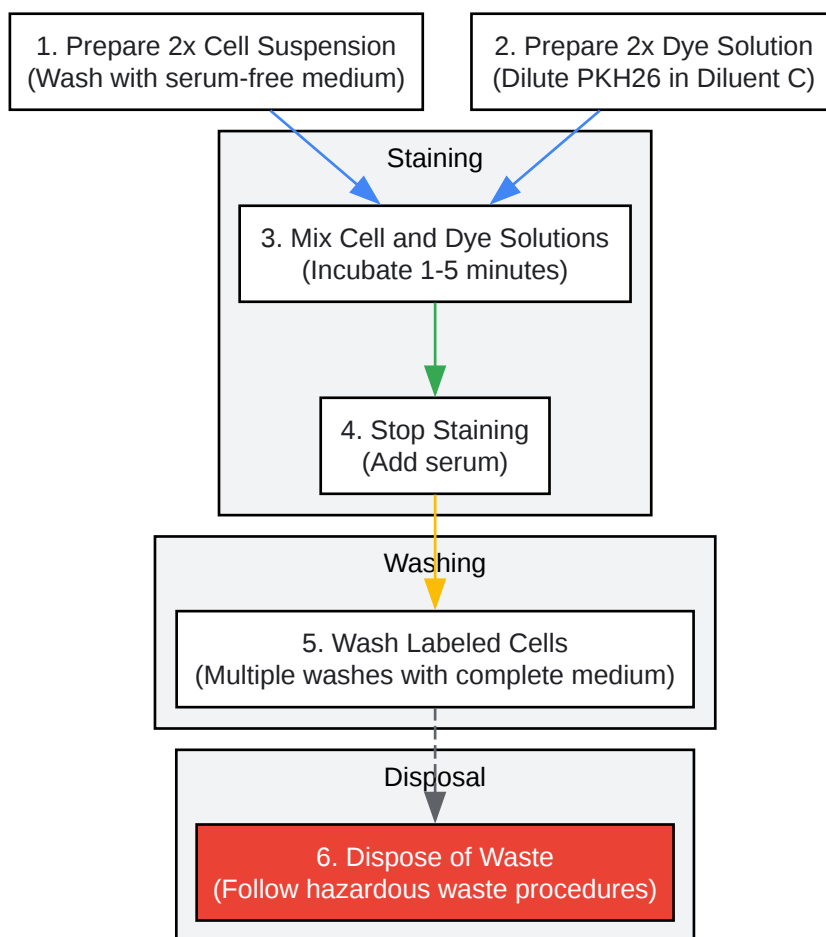 1. Prepare 2x Cell Suspension
(Wash with serum-free medium)
2. Prepare 2x Dye Solution
(Dilute PKH26 in Diluent C)
Staining
3. Mix Cell and Dye Solutions
(Incubate 1-5 minutes)
4. Stop Staining
(Add serum)
Washing
5. Wash Labeled Cells
(Multiple washes with complete medium)
Disposal
6. Dispose of Waste
(Follow hazardous waste procedures)